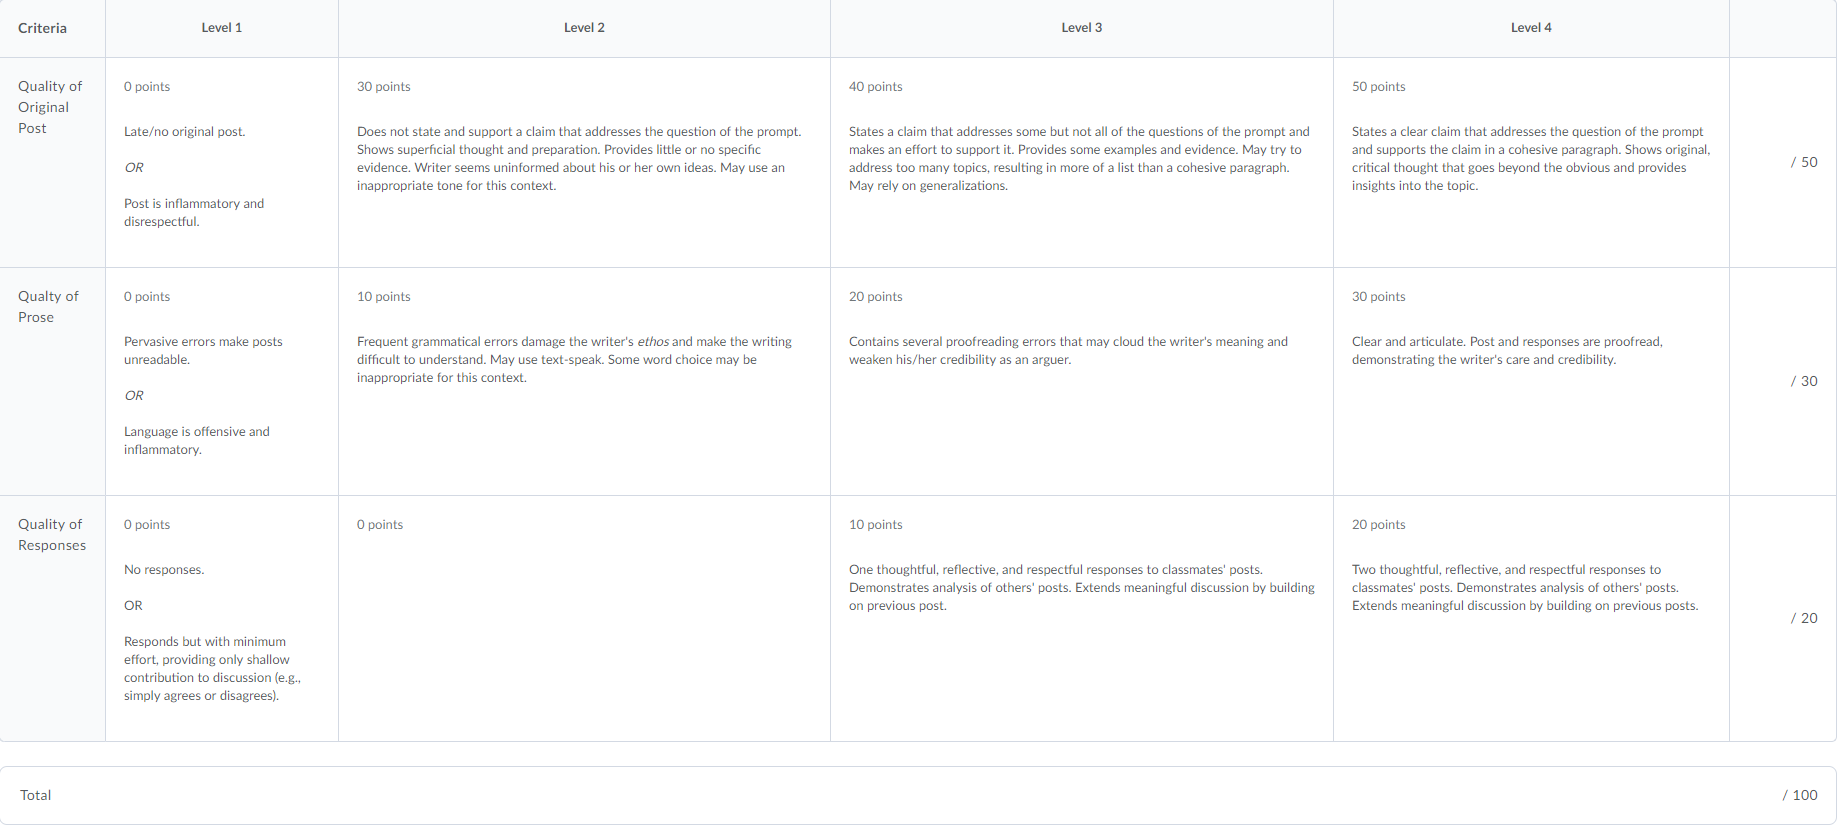 Criteria
Level 1
Level 2
Level 3
Level 4
Quality of
Original
Post
0 points
Late/no original post.
OR
Post is inflammatory and
disrespectful.
30 points
Does not state and support a claim that addresses the question of the prompt.
Shows superficial thought and preparation. Provides little or no specific
evidence. Writer seems uninformed about his or her own ideas. May use an
inappropriate tone for this context.
40 points
States a claim that addresses some but not all of the questions of the prompt and
makes an effort to support it. Provides some examples and evidence. May try to
address too many topics, resulting in more of a list than a cohesive paragraph.
May rely on generalizations.
50 points
States a clear claim that addresses the question of the prompt
and supports the claim in a cohesive paragraph. Shows original,
critical thought that goes beyond the obvious and provides
insights into the topic.
/ 50
Qualty of
Prose
0 points
Pervasive errors make posts
unreadable.
OR
Language is offensive and
inflammatory.
10 points
Frequent grammatical errors damage the writer's ethos and make the writing
difficult to understand. May use text-speak. Some word choice may be
inappropriate for this context.
20 points
Contains several proofreading errors that may cloud the writer's meaning and
weaken his/her credibility as an arguer.
30 points
Clear and articulate. Post and responses are proofread,
demonstrating the writer's care and credibility.
/ 30
Quality of
Responses
0 points
No responses.
OR
Responds but with minimum
effort, providing only shallow
contribution to discussion (e.g.,
simply agrees or disagrees).
0 points
10 points
One thoughtful, reflective, and respectful responses to classmates' posts.
Demonstrates analysis of others' posts. Extends meaningful discussion by building
on previous post.
20 points
Two thoughtful, reflective, and respectful responses to
classmates' posts. Demonstrates analysis of others' posts.
Extends meaningful discussion by building on previous posts.
/ 20
Total
/ 100